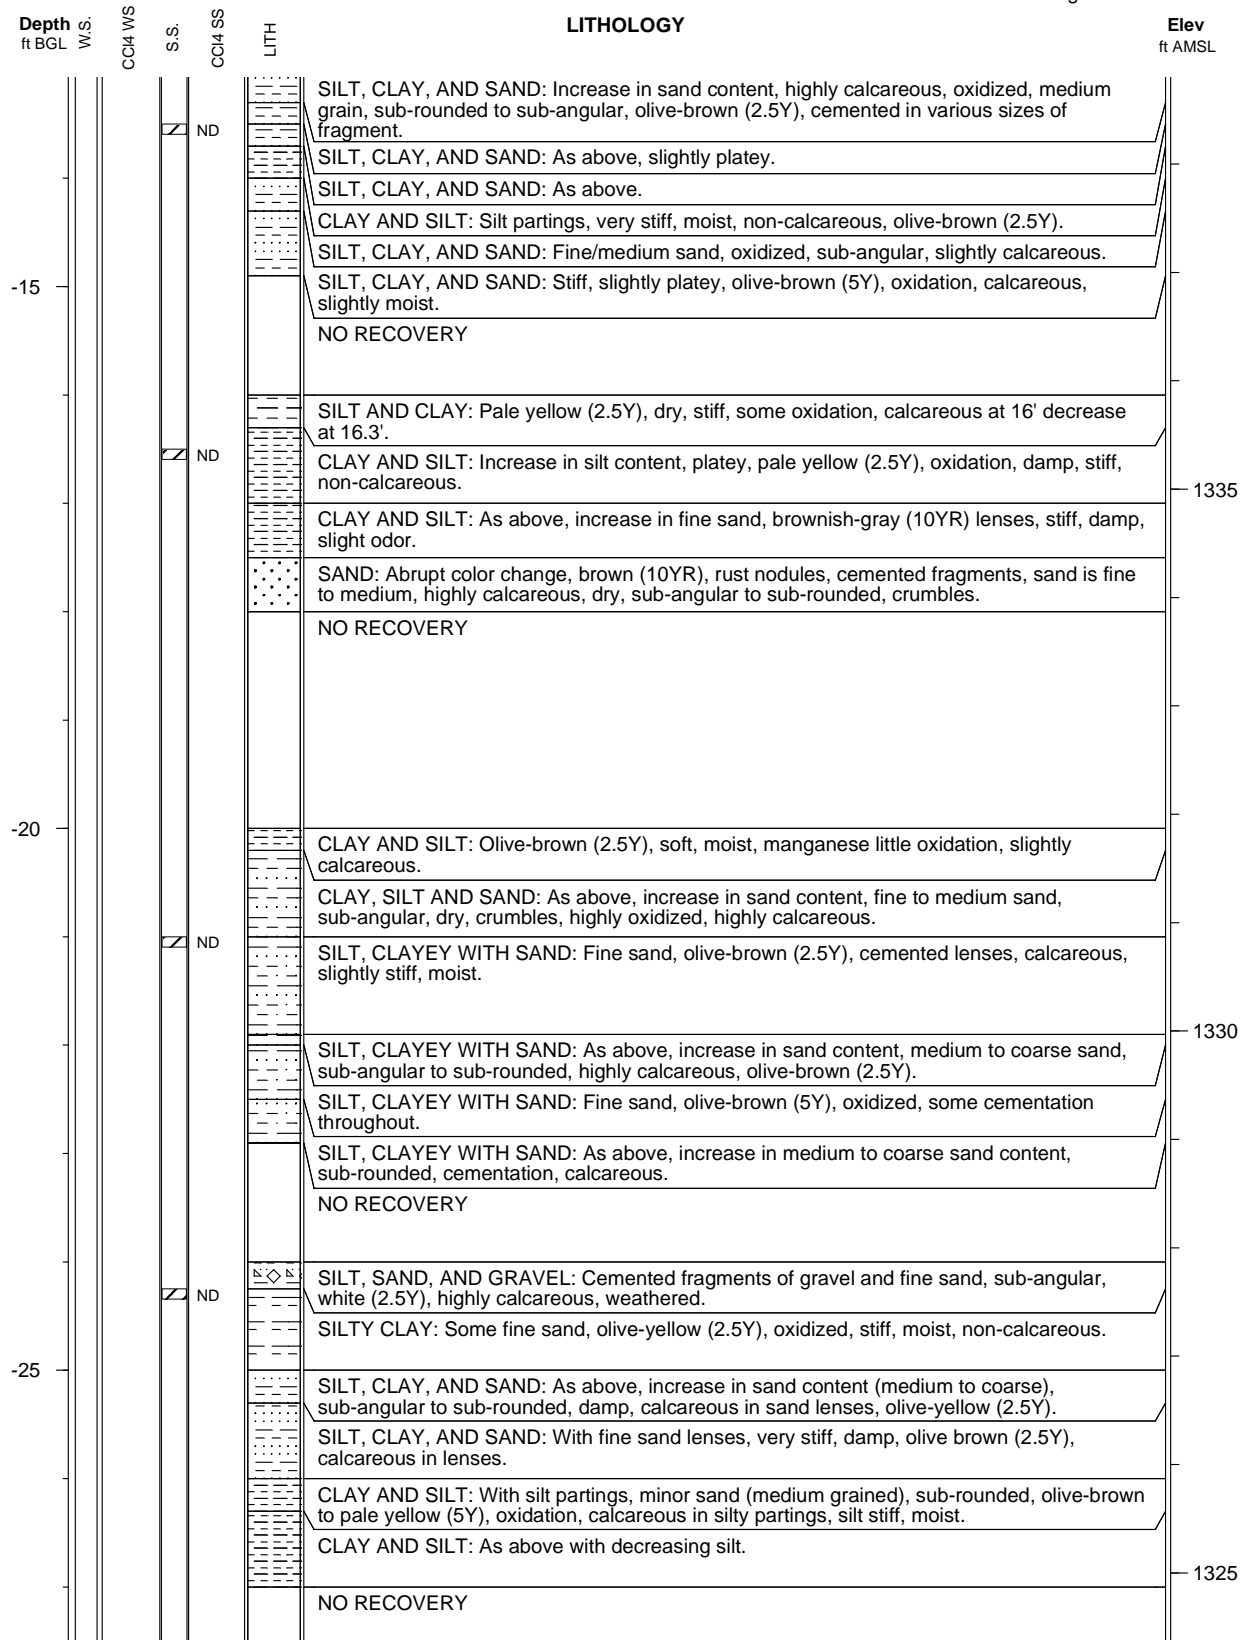 Depth
ft BGL
W.S.
CCl4 WS
S.S.
CCl4 SS
LITH
LITHOLOGY
Elev
ft AMSL
SILT, CLAY, AND SAND: Increase in sand content, highly calcareous, oxidized, medium
grain, sub-rounded to sub-angular, olive-brown (2.5Y), cemented in various sizes of
fragment.
ND
SILT, CLAY, AND SAND: As above, slightly platey.
SILT, CLAY, AND SAND: As above.
CLAY AND SILT: Silt partings, very stiff, moist, non-calcareous, olive-brown (2.5Y).
SILT, CLAY, AND SAND: Fine/medium sand, oxidized, sub-angular, slightly calcareous.
-15
SILT, CLAY, AND SAND: Stiff, slightly platey, olive-brown (5Y), oxidation, calcareous,
slightly moist.
NO RECOVERY
SILT AND CLAY: Pale yellow (2.5Y), dry, stiff, some oxidation, calcareous at 16' decrease
at 16.3'.
ND
CLAY AND SILT: Increase in silt content, platey, pale yellow (2.5Y), oxidation, damp, stiff,
non-calcareous.
1335
CLAY AND SILT: As above, increase in fine sand, brownish-gray (10YR) lenses, stiff, damp,
slight odor.
SAND: Abrupt color change, brown (10YR), rust nodules, cemented fragments, sand is fine
to medium, highly calcareous, dry, sub-angular to sub-rounded, crumbles.
NO RECOVERY
-20
CLAY AND SILT: Olive-brown (2.5Y), soft, moist, manganese little oxidation, slightly
calcareous.
CLAY, SILT AND SAND: As above, increase in sand content, fine to medium sand,
sub-angular, dry, crumbles, highly oxidized, highly calcareous.
ND
SILT, CLAYEY WITH SAND: Fine sand, olive-brown (2.5Y), cemented lenses, calcareous,
slightly stiff, moist.
1330
SILT, CLAYEY WITH SAND: As above, increase in sand content, medium to coarse sand,
sub-angular to sub-rounded, highly calcareous, olive-brown (2.5Y).
SILT, CLAYEY WITH SAND: Fine sand, olive-brown (5Y), oxidized, some cementation
throughout.
SILT, CLAYEY WITH SAND: As above, increase in medium to coarse sand content,
sub-rounded, cementation, calcareous.
NO RECOVERY
SILT, SAND, AND GRAVEL: Cemented fragments of gravel and fine sand, sub-angular,
white (2.5Y), highly calcareous, weathered.
ND
SILTY CLAY: Some fine sand, olive-yellow (2.5Y), oxidized, stiff, moist, non-calcareous.
-25
SILT, CLAY, AND SAND: As above, increase in sand content (medium to coarse),
sub-angular to sub-rounded, damp, calcareous in sand lenses, olive-yellow (2.5Y).
SILT, CLAY, AND SAND: With fine sand lenses, very stiff, damp, olive brown (2.5Y),
calcareous in lenses.
CLAY AND SILT: With silt partings, minor sand (medium grained), sub-rounded, olive-brown
to pale yellow (5Y), oxidation, calcareous in silty partings, silt stiff, moist.
CLAY AND SILT: As above with decreasing silt.
1325
NO RECOVERY